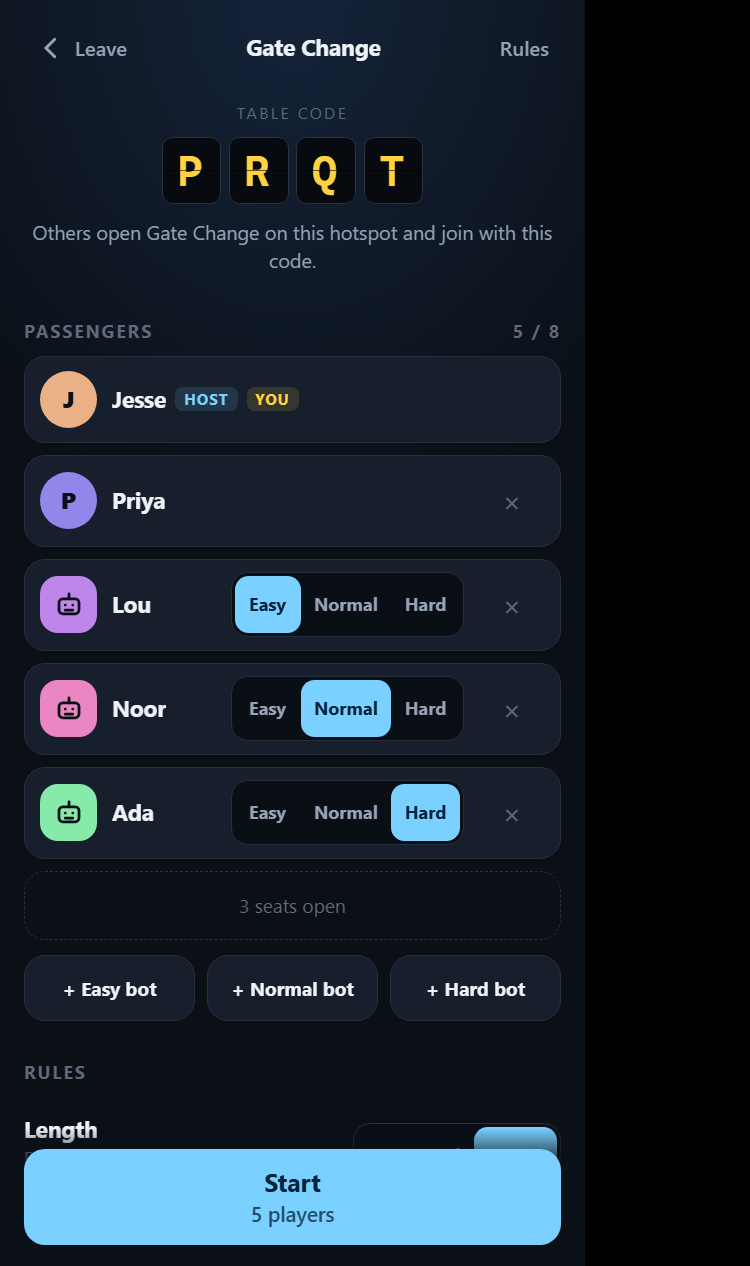 Leave
Gate Change
Rules
TABLE CODE
PRQT
Others open Gate Change on this hotspot and join with this
code.
PASSENGERS
5 / 8
J
Jesse HOST YOU
P
Priya ×
Lou Easy Normal Hard ×
Noor Easy Normal Hard ×
Ada Easy Normal Hard ×
3 seats open
+ Easy bot
+ Normal bot
+ Hard bot
RULES
Length
Start
5 players